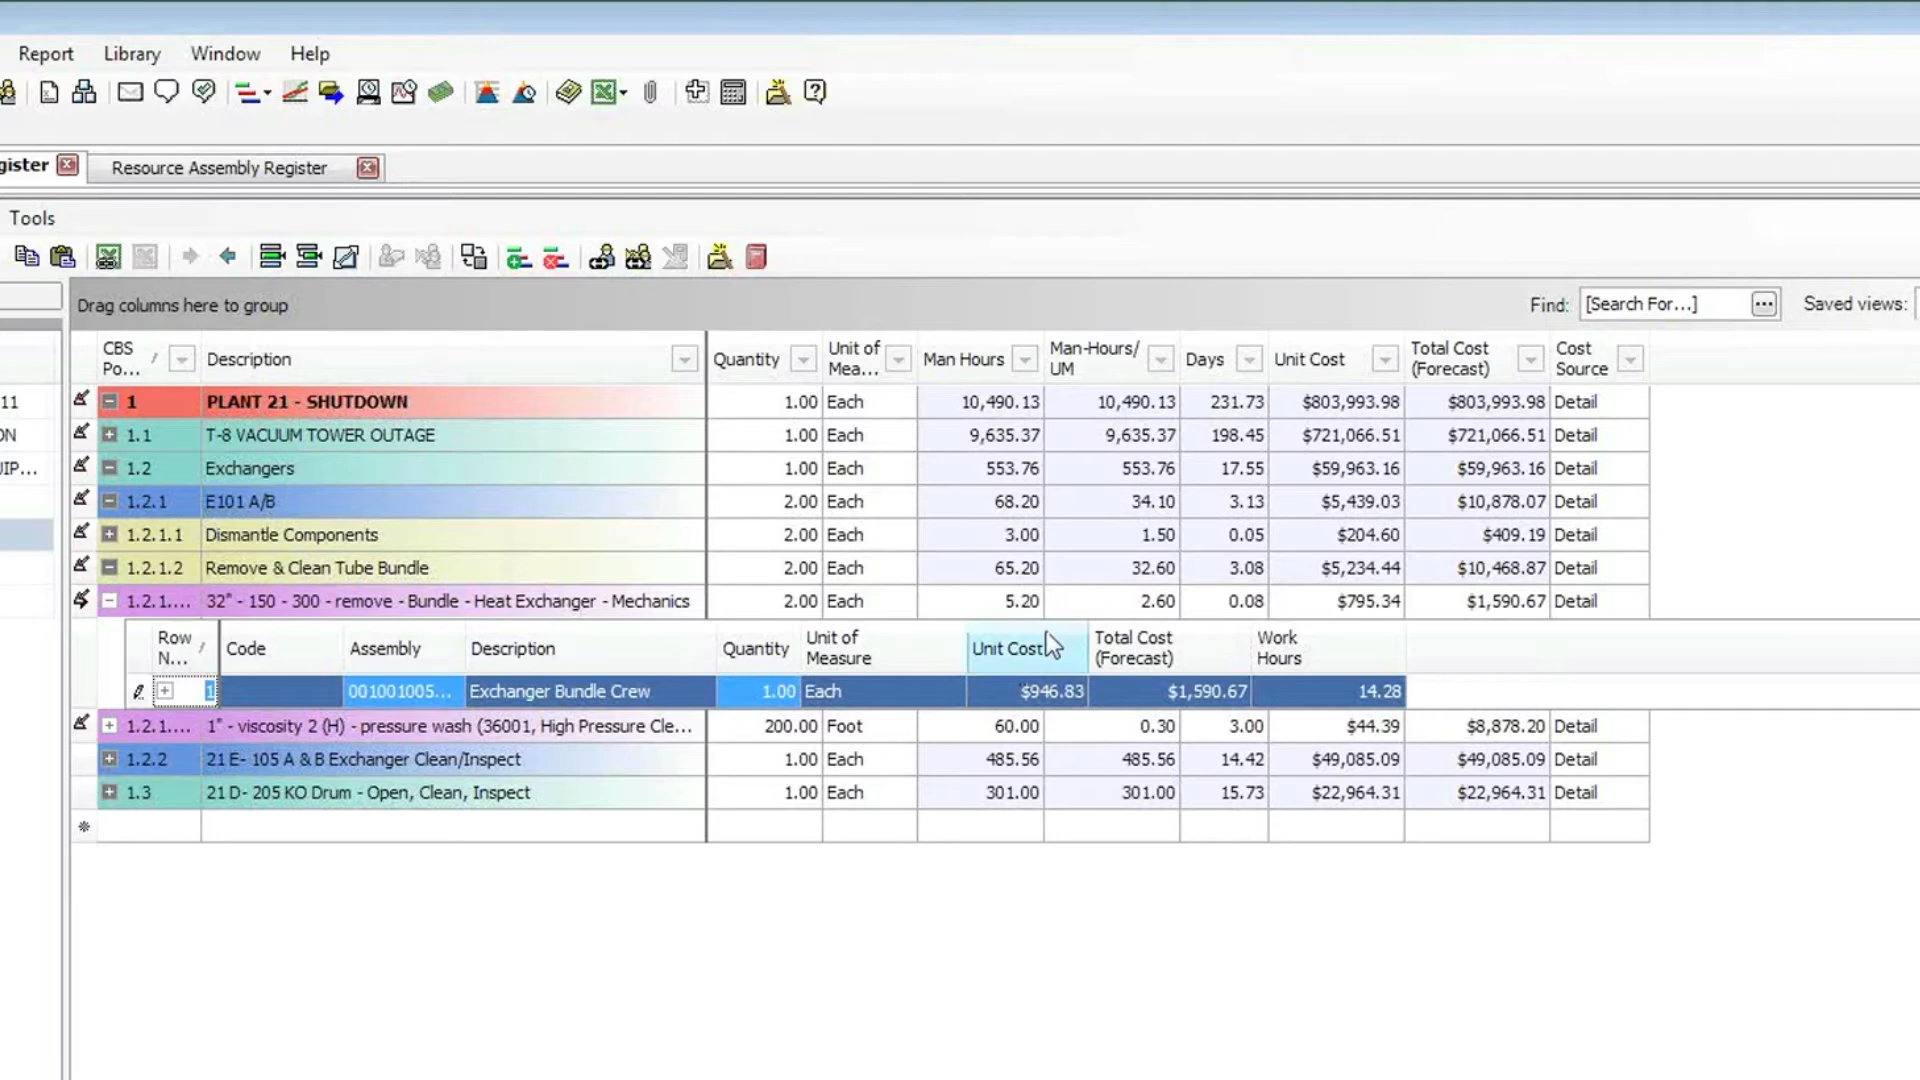 Report Library Window Help
gister Resource Assembly Register
Tools
Drag columns here to group Find: [Search For...] Saved views:
CBS Po... / Description Quantity Unit of Mea... Man Hours Man-Hours/ UM Days Unit Cost Total Cost (Forecast) Cost Source
11 1 PLANT 21 - SHUTDOWN 1.00 Each 10,490.13 10,490.13 231.73 $803,993.98 $803,993.98 Detail
ON 1.1 T-8 VACUUM TOWER OUTAGE 1.00 Each 9,635.37 9,635.37 198.45 $721,066.51 $721,066.51 Detail
UIP... 1.2 Exchangers 1.00 Each 553.76 553.76 17.55 $59,963.16 $59,963.16 Detail
1.2.1 E101 A/B 2.00 Each 68.20 34.10 3.13 $5,439.03 $10,878.07 Detail
1.2.1.1 Dismantle Components 2.00 Each 3.00 1.50 0.05 $204.60 $409.19 Detail
1.2.1.2 Remove & Clean Tube Bundle 2.00 Each 65.20 32.60 3.08 $5,234.44 $10,468.87 Detail
1.2.1.... 32" - 150 - 300 - remove - Bundle - Heat Exchanger - Mechanics 2.00 Each 5.20 2.60 0.08 $795.34 $1,590.67 Detail
Row N... / Code Assembly Description Quantity Unit of Measure Unit Cost Total Cost (Forecast) Work Hours
1 001001005... Exchanger Bundle Crew 1.00 Each $946.83 $1,590.67 14.28
1.2.1.... 1" - viscosity 2 (H) - pressure wash (36001, High Pressure Cle... 200.00 Foot 60.00 0.30 3.00 $44.39 $8,878.20 Detail
1.2.2 21 E- 105 A & B Exchanger Clean/Inspect 1.00 Each 485.56 485.56 14.42 $49,085.09 $49,085.09 Detail
1.3 21 D- 205 KO Drum - Open, Clean, Inspect 1.00 Each 301.00 301.00 15.73 $22,964.31 $22,964.31 Detail